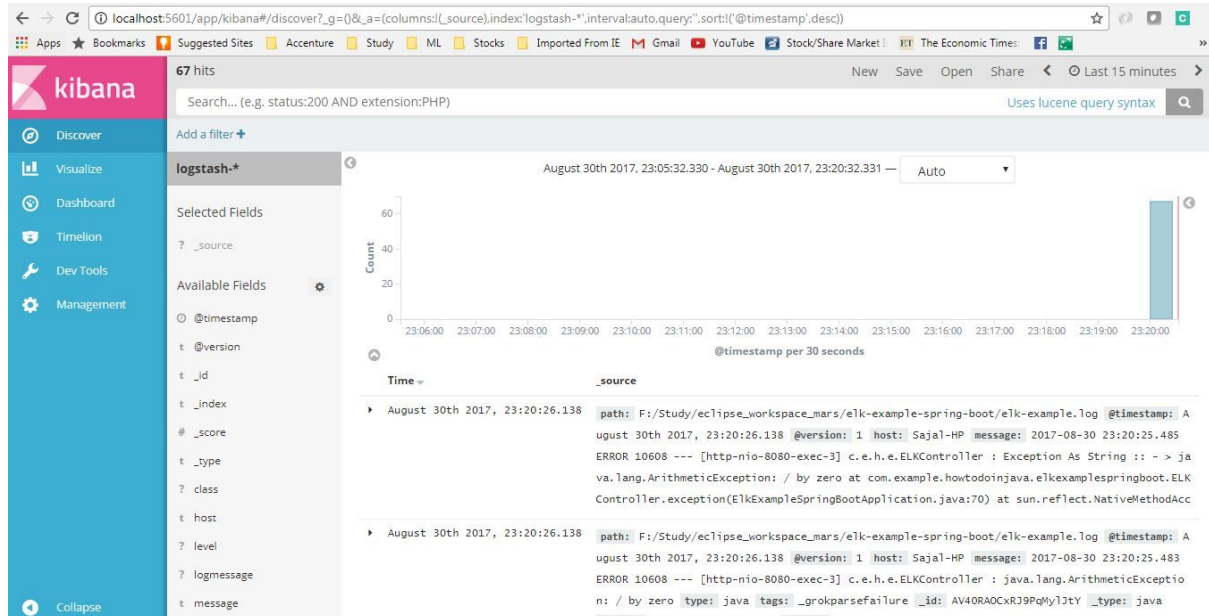 localhost:5601/app/kibana#/discover?_g=()&_a=(columns:!(_source),index:'logstash-*',interval:auto,query:'',sort:!('@timestamp',desc))
Apps Bookmarks Suggested Sites Accenture Study ML Stocks Imported From IE Gmail YouTube Stock/Share Market I ET The Economic Times: »
kibana
67 hits New Save Open Share Last 15 minutes
Search... (e.g. status:200 AND extension:PHP) Uses lucene query syntax
Add a filter +
Discover
Visualize
Dashboard
Timelion
Dev Tools
Management
Collapse
logstash-*
Selected Fields
? _source
Available Fields
@timestamp
t @version
t _id
t _index
# _score
t _type
? class
t host
? level
? logmessage
t message
August 30th 2017, 23:05:32.330 - August 30th 2017, 23:20:32.331 — Auto
Count
60
40
20
0
23:06:00 23:07:00 23:08:00 23:09:00 23:10:00 23:11:00 23:12:00 23:13:00 23:14:00 23:15:00 23:16:00 23:17:00 23:18:00 23:19:00 23:20:00
@timestamp per 30 seconds
Time _source
August 30th 2017, 23:20:26.138 path: F:/Study/eclipse_workspace_mars/elk-example-spring-boot/elk-example.log @timestamp: A
ugust 30th 2017, 23:20:26.138 @version: 1 host: Sajal-HP message: 2017-08-30 23:20:25.485
ERROR 10608 --- [http-nio-8080-exec-3] c.e.h.e.ELKController : Exception As String :: - > ja
va.lang.ArithmeticException: / by zero at com.example.howtodoinjava.elkexamplespringboot.ELK
Controller.exception(ElkExampleSpringBootApplication.java:70) at sun.reflect.NativeMethodAcc
August 30th 2017, 23:20:26.138 path: F:/Study/eclipse_workspace_mars/elk-example-spring-boot/elk-example.log @timestamp: A
ugust 30th 2017, 23:20:26.138 @version: 1 host: Sajal-HP message: 2017-08-30 23:20:25.483
ERROR 10608 --- [http-nio-8080-exec-3] c.e.h.e.ELKController : java.lang.ArithmeticExceptio
n: / by zero type: java tags: _grokparsefailure _id: AV40RAOCxRJ9PqMylJtY _type: java